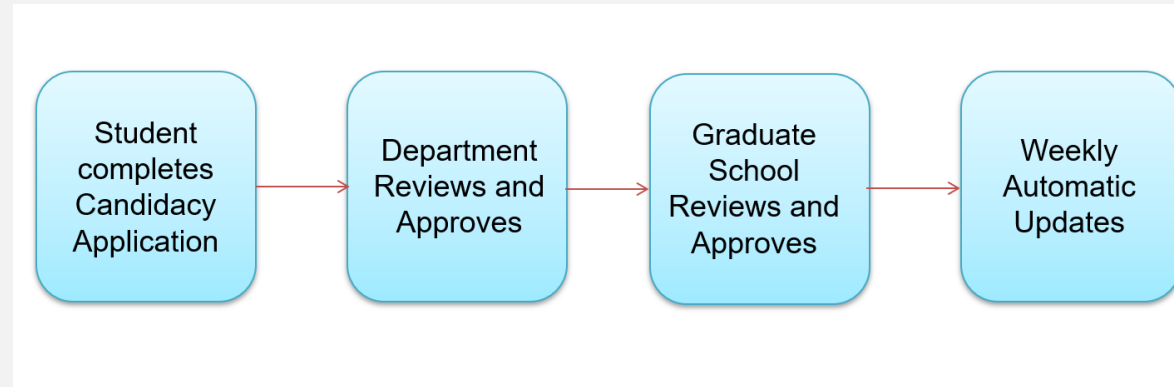 Student
completes
Candidacy
Application
Department
Reviews and
Approves
Graduate
School
Reviews and
Approves
Weekly
Automatic
Updates